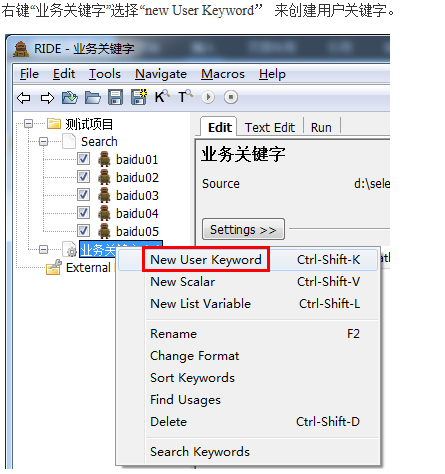 右键“业务关键字”选择“new User Keyword” 来创建用户关键字。
RIDE - 业务关键字
File Edit Tools Navigate Macros Help
测试项目
Search
baidu01
baidu02
baidu03
baidu04
baidu05
业务关键字
External
Edit Text Edit Run
业务关键字
Source d:\sele
Settings >>
New User Keyword Ctrl-Shift-K
New Scalar Ctrl-Shift-V
New List Variable Ctrl-Shift-L
Rename F2
Change Format
Sort Keywords
Find Usages
Delete Ctrl-Shift-D
Search Keywords